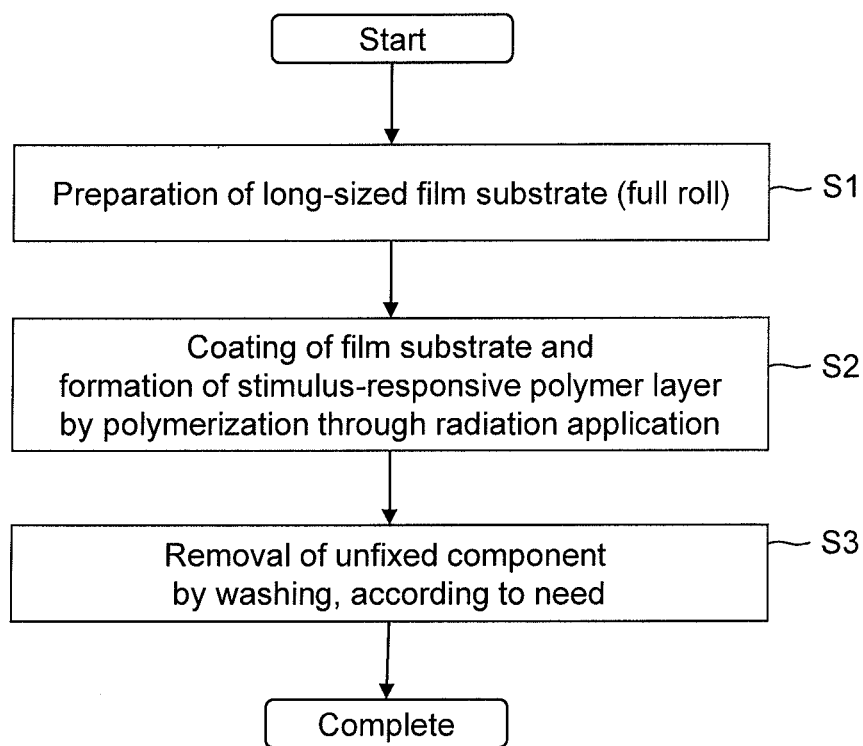 Start
Preparation of long-sized film substrate (full roll)
S1
Coating of film substrate and
formation of stimulus-responsive polymer layer
by polymerization through radiation application
S2
Removal of unfixed component
by washing, according to need
S3
Complete